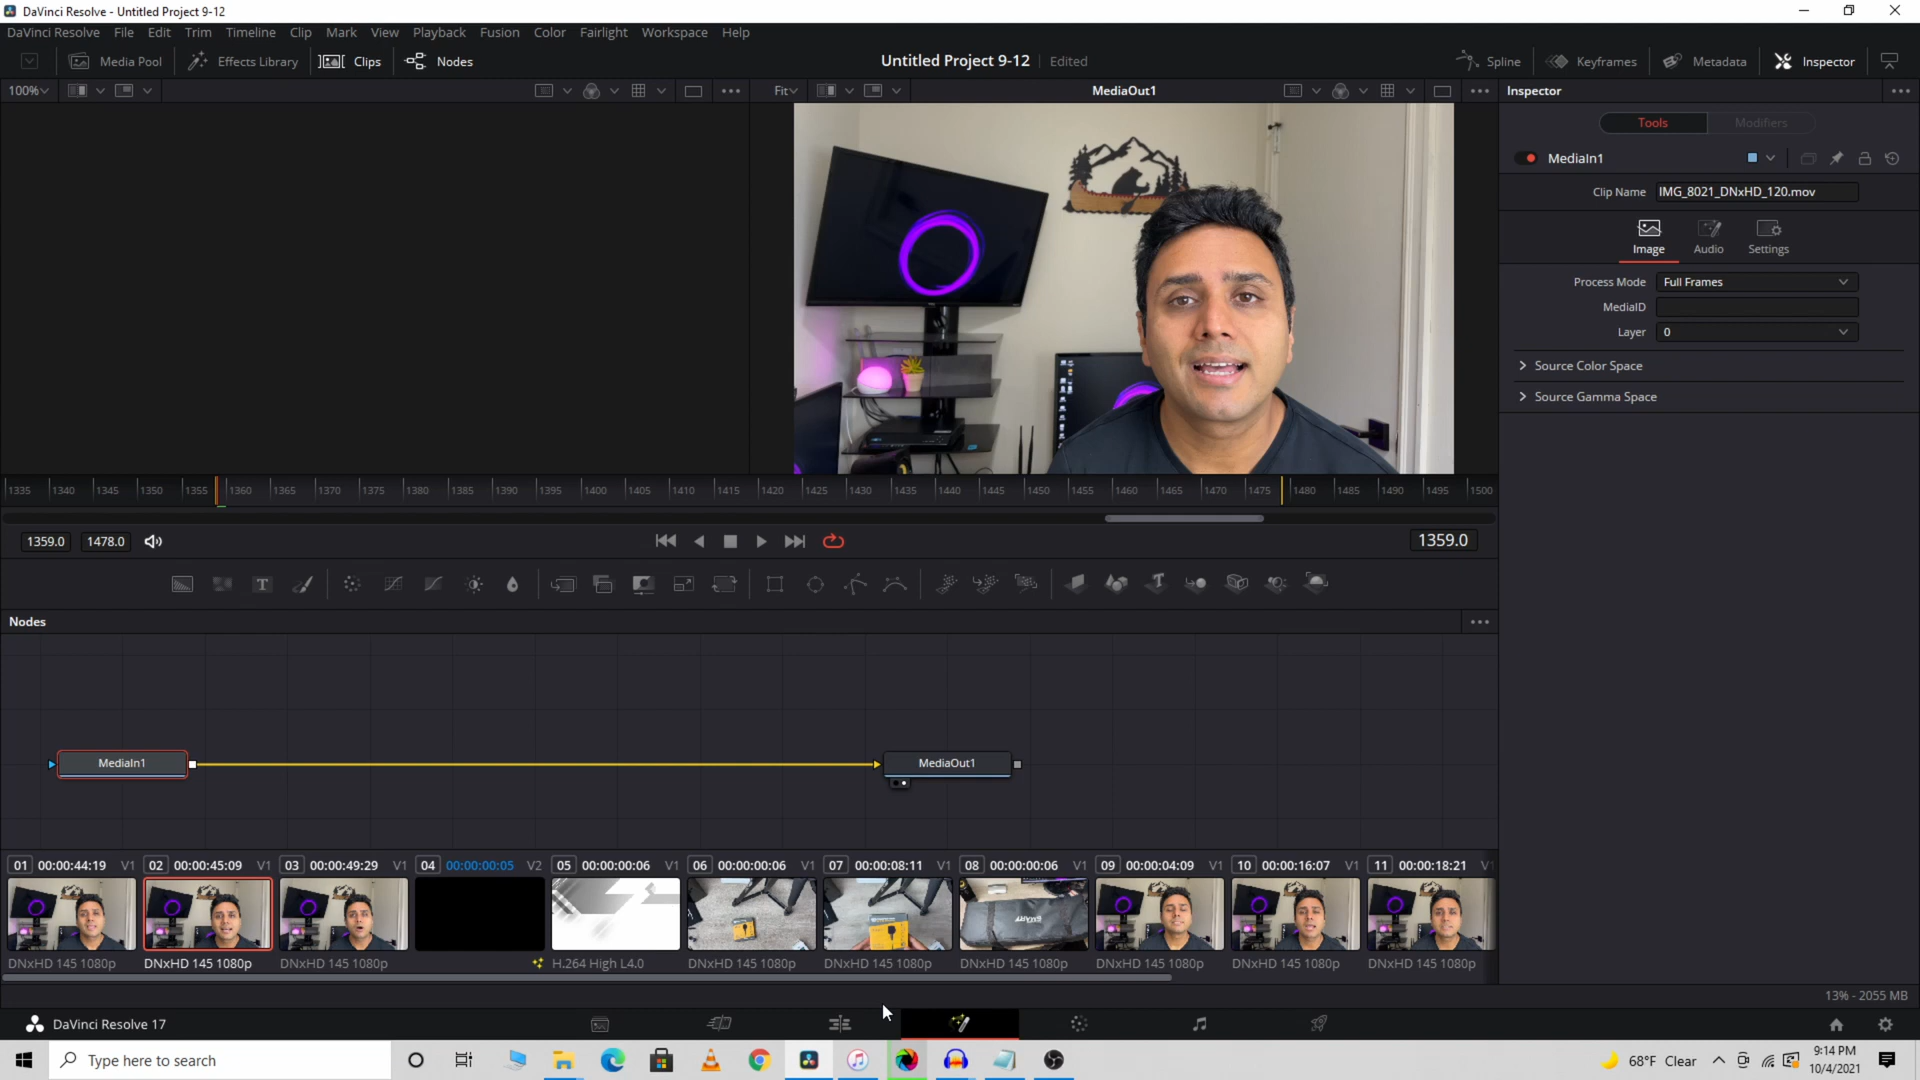 DaVinci Resolve - Untitled Project 9-12
DaVinci Resolve File Edit Trim Timeline Clip Mark View Playback Fusion Color Fairlight Workspace Help
Media Pool Effects Library Clips Nodes Untitled Project 9-12 Edited Spline Keyframes Metadata Inspector
100% Fit MediaOut1 Inspector
Tools Modifiers
MediaIn1
Clip Name IMG_8021_DNxHD_120.mov
Image Audio Settings
Process Mode Full Frames
MediaID
Layer 0
Source Color Space
Source Gamma Space
1335 1340 1345 1350 1355 1360 1365 1370 1375 1380 1385 1390 1395 1400 1405 1410 1415 1420 1425 1430 1435 1440 1445 1450 1455 1460 1465 1470 1475 1480 1485 1490 1495 1500
1359.0 1478.0 1359.0
Nodes
MediaIn1 MediaOut1
01 00:00:44:19 V1 02 00:00:45:09 V1 03 00:00:49:29 V1 04 00:00:00:05 V2 05 00:00:00:06 V1 06 00:00:00:06 V1 07 00:00:08:11 V1 08 00:00:00:06 V1 09 00:00:04:09 V1 10 00:00:16:07 V1 11 00:00:18:21 V1
DNxHD 145 1080p DNxHD 145 1080p DNxHD 145 1080p H.264 High L4.0 DNxHD 145 1080p DNxHD 145 1080p DNxHD 145 1080p DNxHD 145 1080p DNxHD 145 1080p DNxHD 145 1080p
13% - 2055 MB
DaVinci Resolve 17
Type here to search 68°F Clear 9:14 PM
10/4/2021